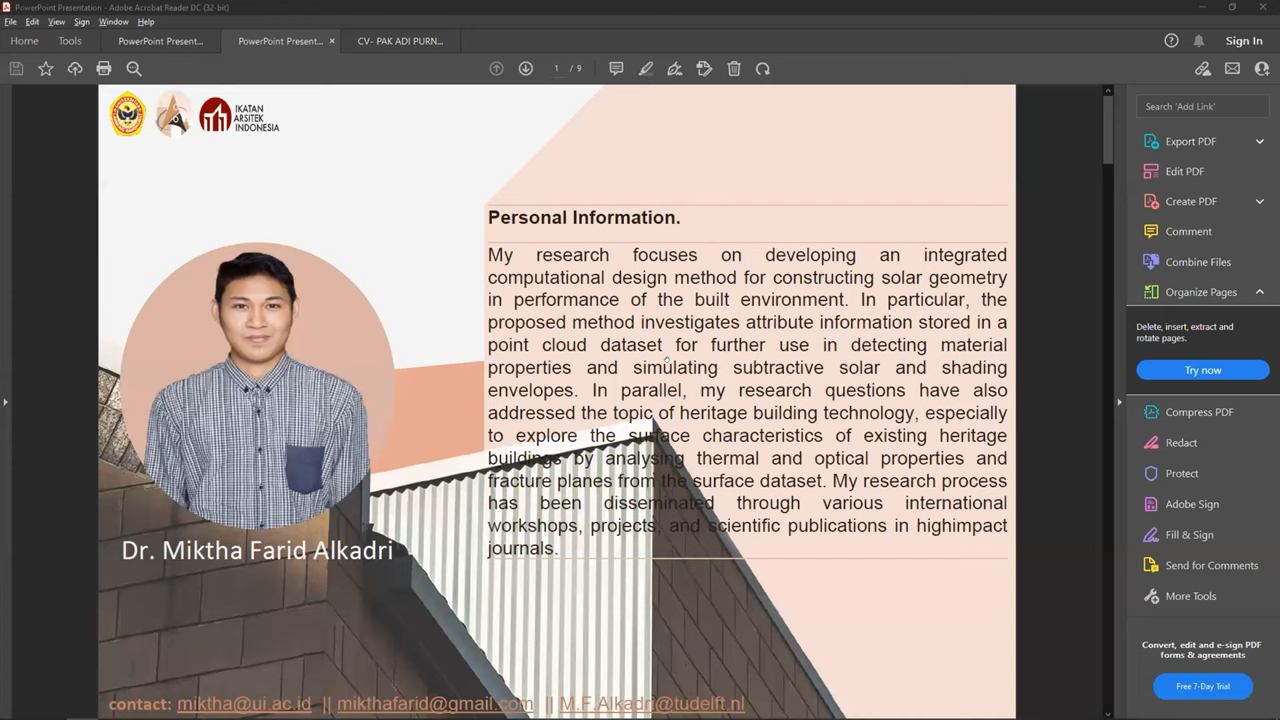 PowerPoint Presentation - Adobe Acrobat Reader DC (32-bit)
File Edit View Sign Window Help
Home Tools PowerPoint Present... PowerPoint Present... × CV- PAK ADI PURN... Sign In
1 / 9
Search 'Add Link'
IKATAN
ARSITEK
INDONESIA
Personal Information.
My research focuses on developing an integrated
computational design method for constructing solar geometry
in performance of the built environment. In particular, the
proposed method investigates attribute information stored in a
point cloud dataset for further use in detecting material
properties and simulating subtractive solar and shading
envelopes. In parallel, my research questions have also
addressed the topic of heritage building technology, especially
to explore the surface characteristics of existing heritage
buildings by analysing thermal and optical properties and
fracture planes from the surface dataset. My research process
has been disseminated through various international
workshops, projects, and scientific publications in highimpact
journals.
Dr. Miktha Farid Alkadri
contact: miktha@ui.ac.id || mikthafarid@gmail.com || M.F.Alkadri@tudelft.nl
Export PDF
Edit PDF
Create PDF
Comment
Combine Files
Organize Pages
Delete, insert, extract and
rotate pages.
Try now
Compress PDF
Redact
Protect
Adobe Sign
Fill & Sign
Send for Comments
More Tools
Convert, edit and e-sign PDF
forms & agreements
Free 7-Day Trial